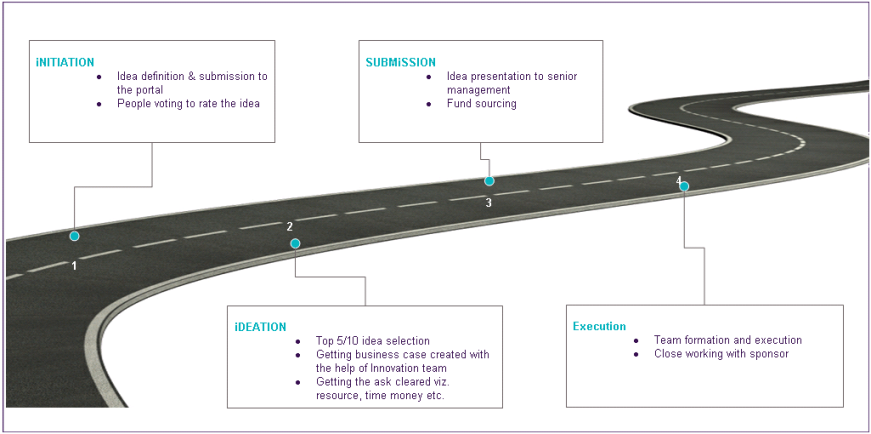 iNITIATION
Idea definition & submission to
the portal
People voting to rate the idea
SUBMiSSION
Idea presentation to senior
management
Fund sourcing
1
2
3
4
iDEATION
Top 5/10 idea selection
Getting business case created with
the help of Innovation team
Getting the ask cleared viz.
resource, time money etc.
Execution
Team formation and execution
Close working with sponsor